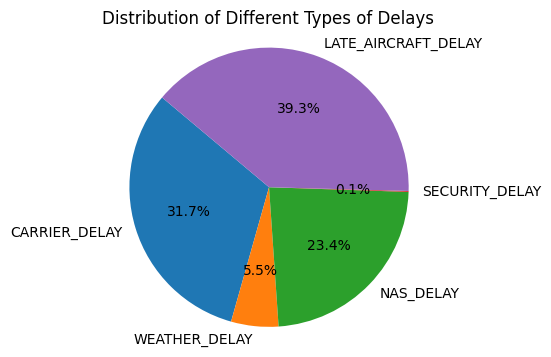 Distribution of Different Types of Delays
LATE_AIRCRAFT_DELAY
39.3%
0.1%
SECURITY_DELAY
31.7%
CARRIER_DELAY
23.4%
5.5%
NAS_DELAY
WEATHER_DELAY